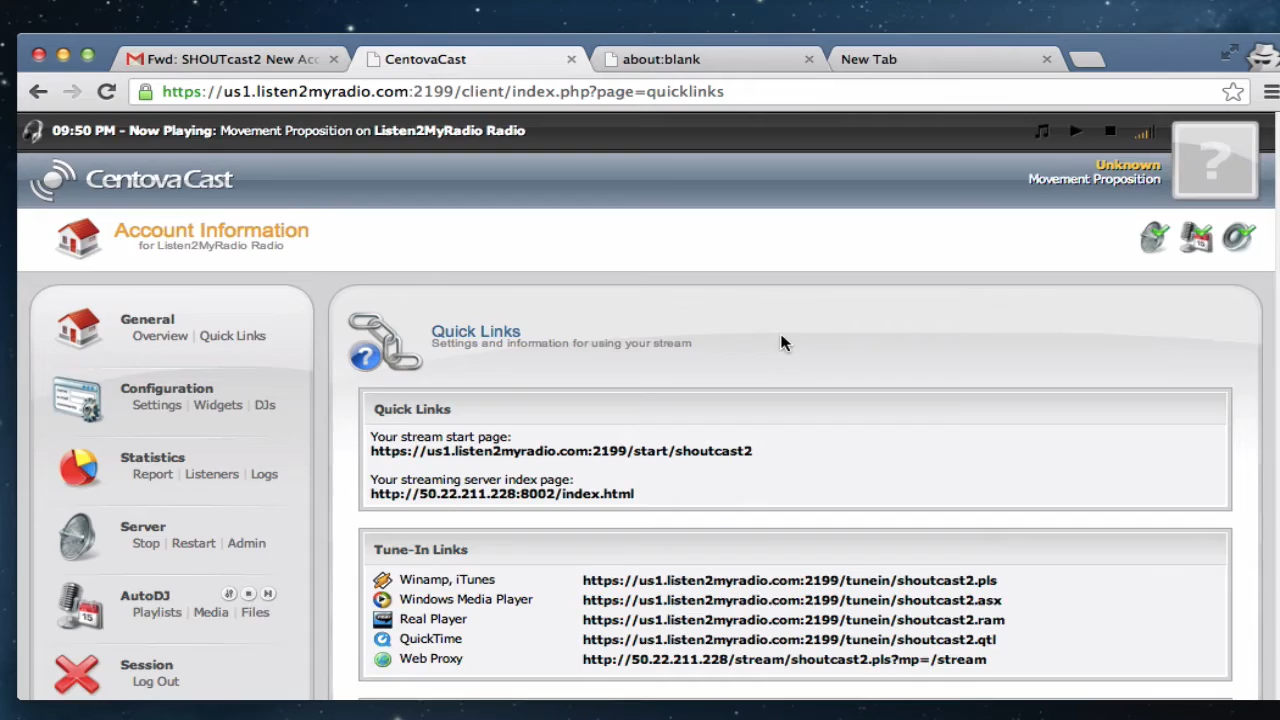 Fwd: SHOUTcast2 New Acc
CentovaCast
about:blank
New Tab
https://us1.listen2myradio.com:2199/client/index.php?page=quicklinks
09:50 PM - Now Playing: Movement Proposition on Listen2MyRadio Radio
CentovaCast
Unknown
Movement Proposition
?
Account Information
for Listen2MyRadio Radio
General
Overview | Quick Links
Configuration
Settings | Widgets | DJs
Statistics
Report | Listeners | Logs
Server
Stop | Restart | Admin
AutoDJ
Playlists | Media | Files
Session
Log Out
Quick Links
Settings and information for using your stream
Quick Links
Your stream start page:
https://us1.listen2myradio.com:2199/start/shoutcast2
Your streaming server index page:
http://50.22.211.228:8002/index.html
Tune-In Links
Winamp, iTunes https://us1.listen2myradio.com:2199/tunein/shoutcast2.pls
Windows Media Player https://us1.listen2myradio.com:2199/tunein/shoutcast2.asx
Real Player https://us1.listen2myradio.com:2199/tunein/shoutcast2.ram
QuickTime https://us1.listen2myradio.com:2199/tunein/shoutcast2.qtl
Web Proxy http://50.22.211.228/stream/shoutcast2.pls?mp=/stream